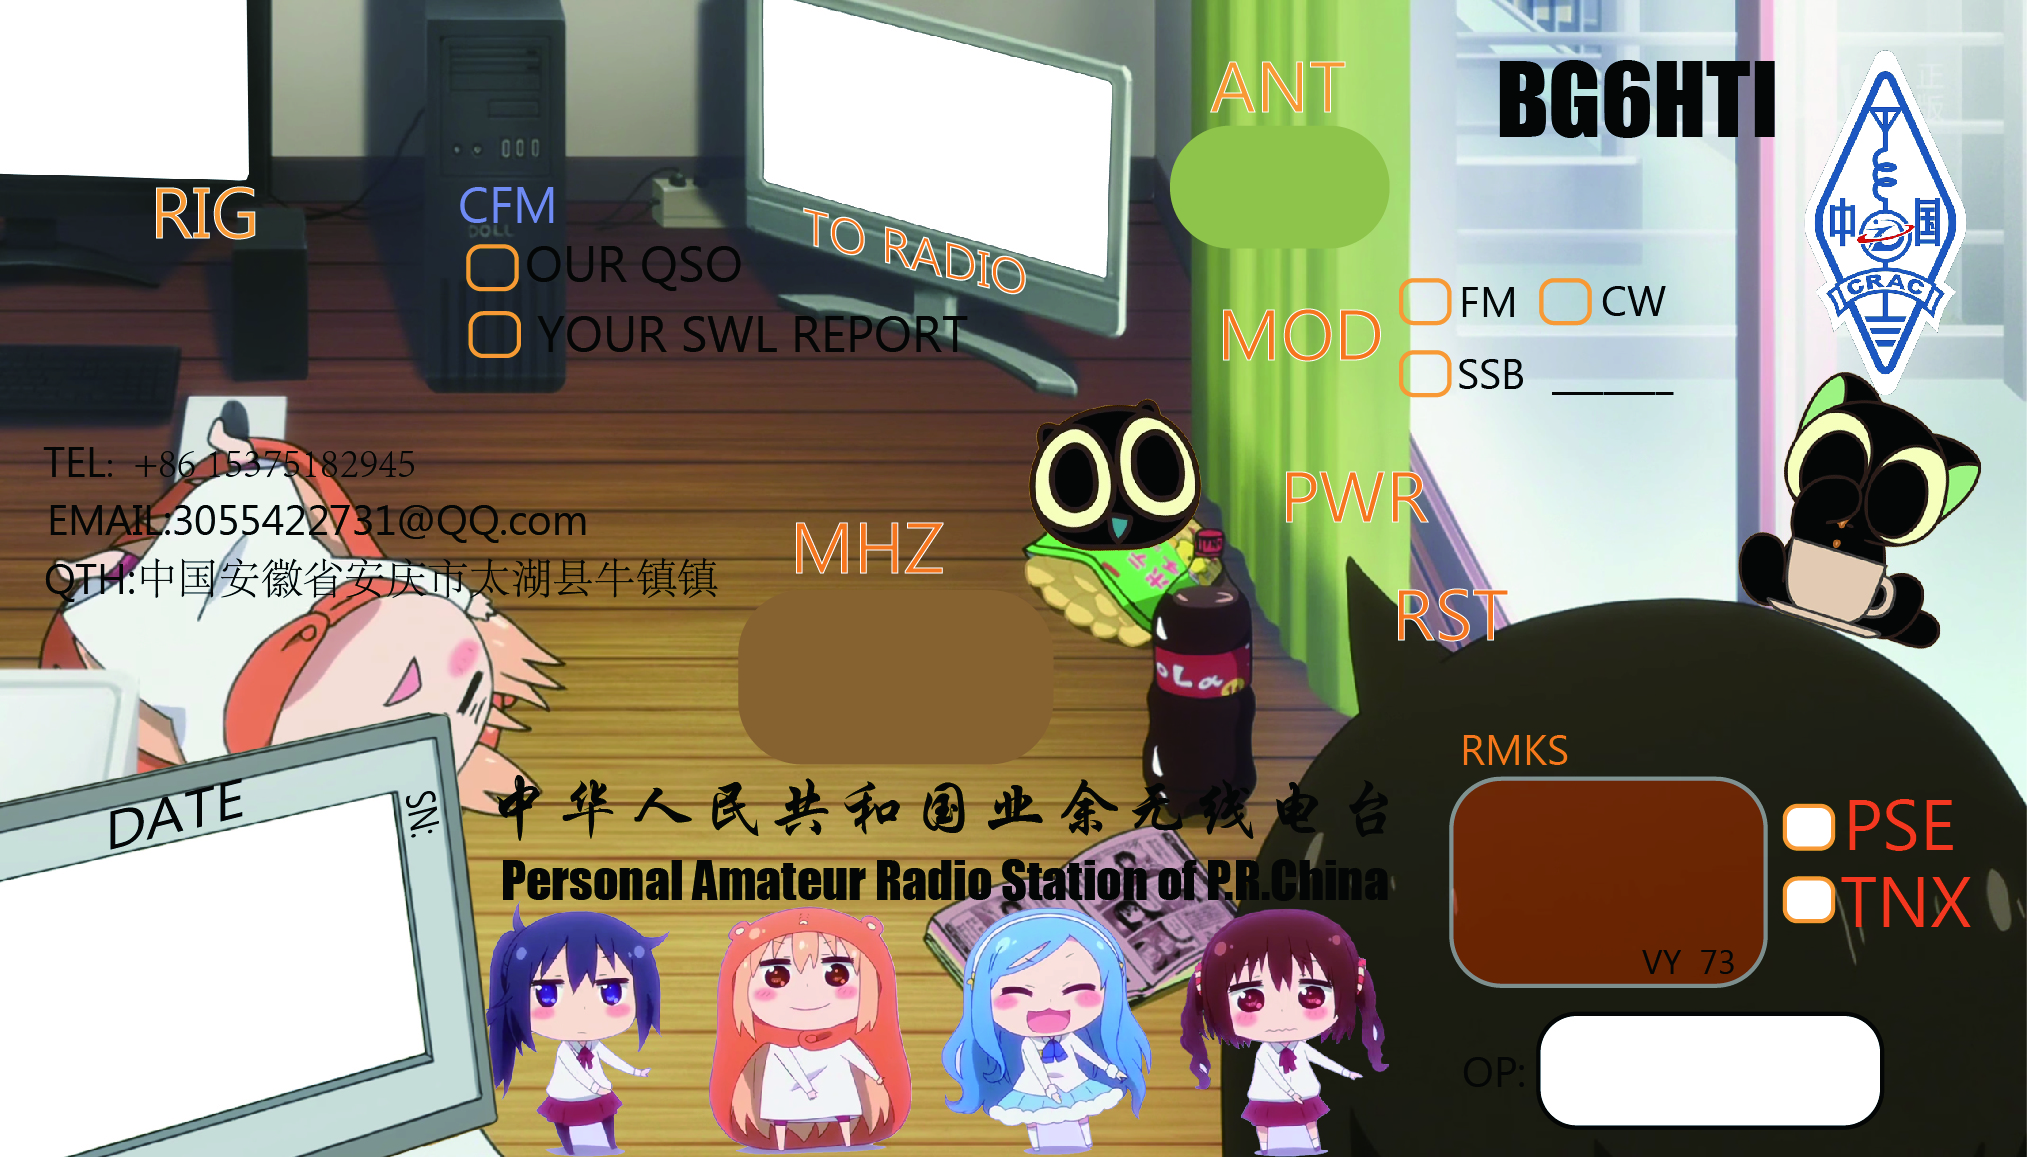 ANT
BG6HTI
中国
CRAC
RIG
CFM
DOLL
OUR QSO
YOUR SWL REPORT
TO RADIO
MOD
FM
CW
SSB
TEL: +86 15375182945
EMAIL:3055422731@QQ.com
QTH:中国安徽省安庆市太湖县牛镇镇
MHZ
PWR
RST
RMKS
DATE
SN:
PSE
TNX
VY 73
中华人民共和国业余无线电台
Personal Amateur Radio Station of P.R.China
OP: